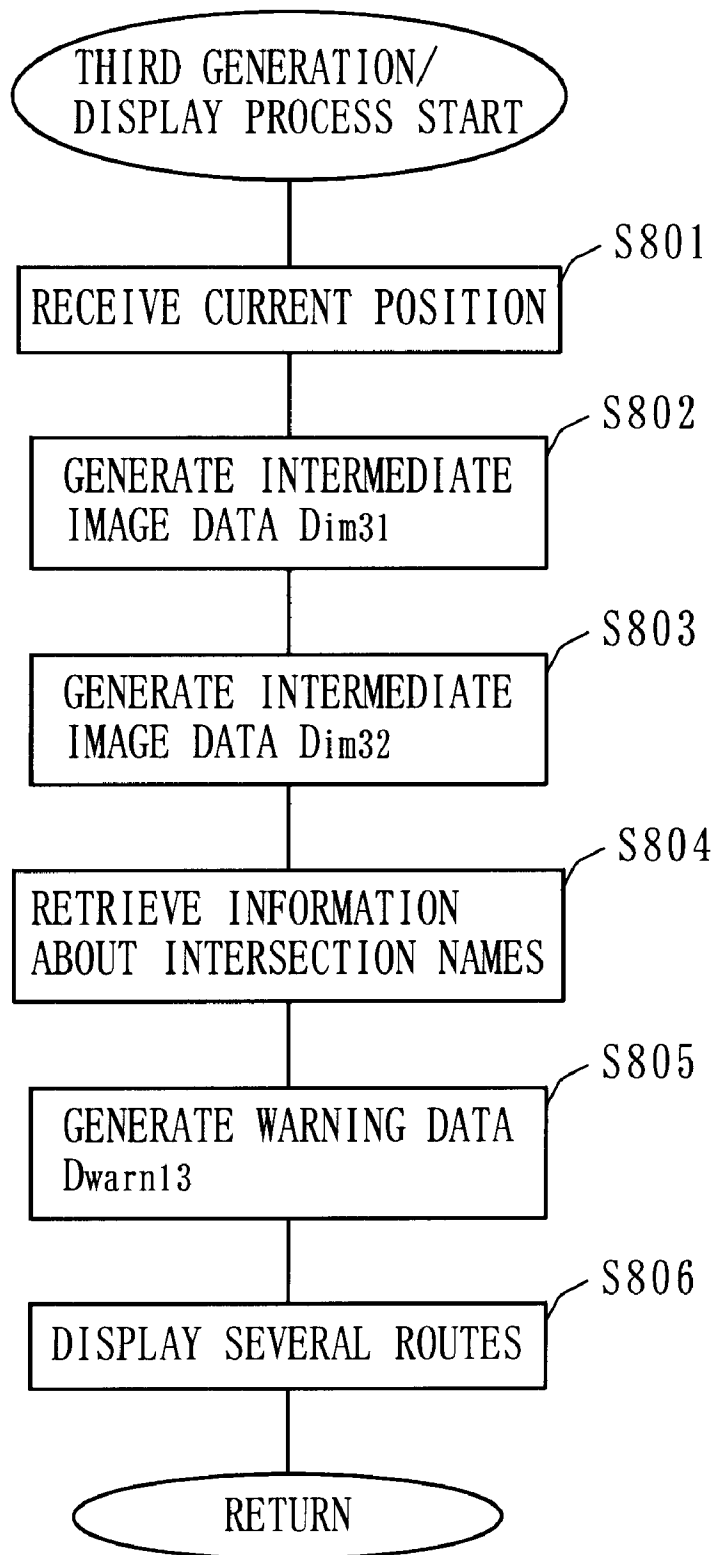 THIRD GENERATION/
DISPLAY PROCESS START
S801
RECEIVE CURRENT POSITION
S802
GENERATE INTERMEDIATE
IMAGE DATA Dim31
S803
GENERATE INTERMEDIATE
IMAGE DATA Dim32
S804
RETRIEVE INFORMATION
ABOUT INTERSECTION NAMES
S805
GENERATE WARNING DATA
Dwarn13
S806
DISPLAY SEVERAL ROUTES
RETURN